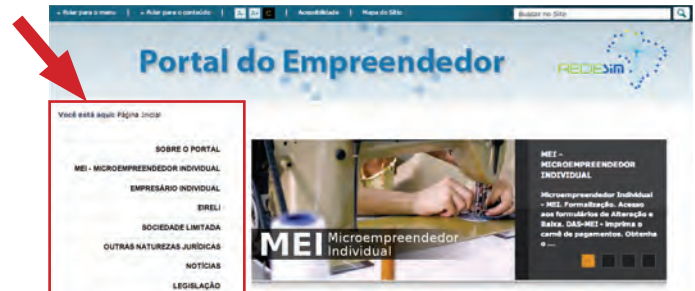 » Pular para o menu | » Pular para o conteúdo | A- A+ C | Acessibilidade | Mapa do Sítio
Buscar no Site
Portal do Empreendedor
REDESIM
Você está aqui: Página Inicial
SOBRE O PORTAL
MEI - MICROEMPREENDEDOR INDIVIDUAL
EMPRESÁRIO INDIVIDUAL
EIRELI
SOCIEDADE LIMITADA
OUTRAS NATUREZAS JURÍDICAS
NOTÍCIAS
LEGISLAÇÃO
MEI Microempreendedor
Individual
MEI -
MICROEMPREENDEDOR
INDIVIDUAL
Microempreendedor Individual
- MEI. Formalização. Acesso
aos formulários de Alteração e
Baixa. DAS-MEI - imprima o
carnê de pagamentos. Obtenha
o ...